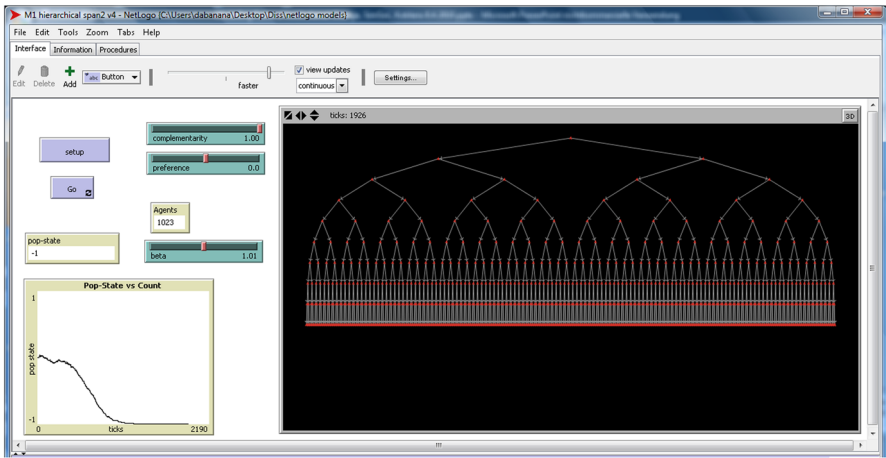 M1 hierarchical span2 v4 - NetLogo {C:\Users\dabanana\Desktop\Diss\netlogo models}
File Edit Tools Zoom Tabs Help
Interface Information Procedures
Edit Delete Add abc Button
faster
view updates
continuous
Settings...
setup
Go
complementarity 1.00
preference 0.0
Agents
1023
pop-state
-1
beta 1.01
Pop-State vs Count
1
pop state
-1
0 ticks 2190
ticks: 1926
3D